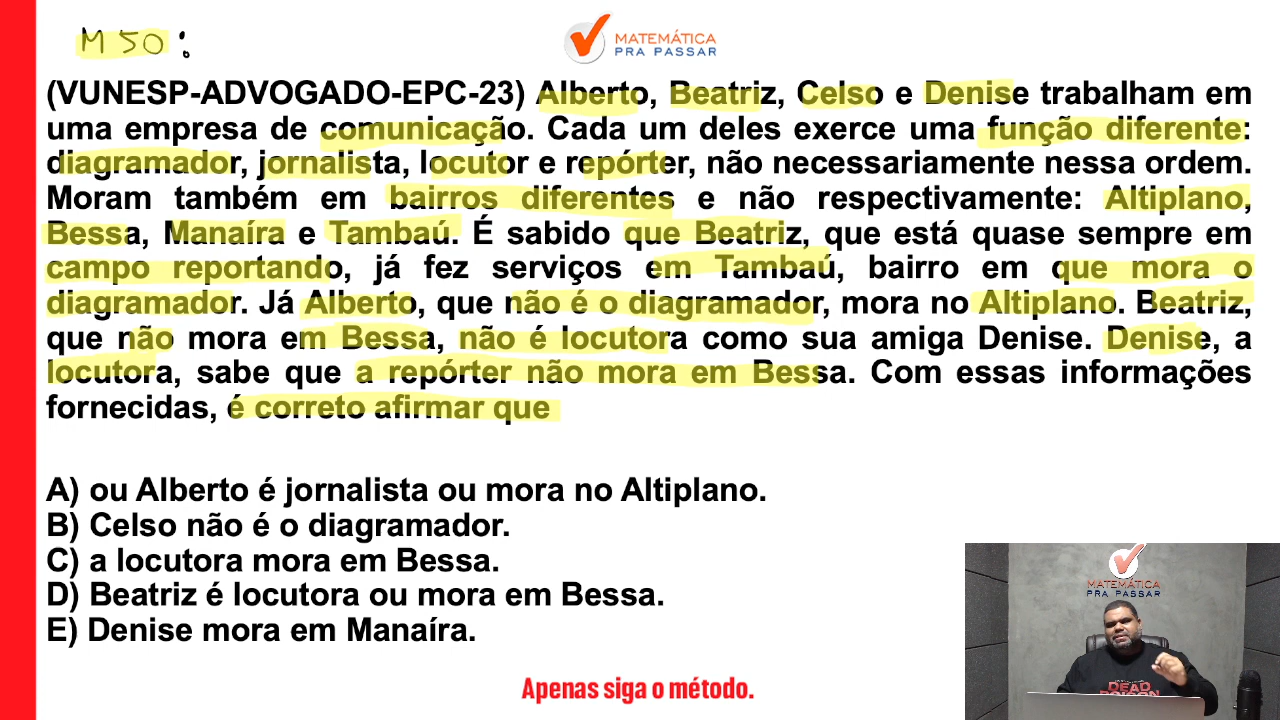 M 50:
MATEMÁTICA
PRA PASSAR
(VUNESP-ADVOGADO-EPC-23) Alberto, Beatriz, Celso e Denise trabalham em
uma empresa de comunicação. Cada um deles exerce uma função diferente:
diagramador, jornalista, locutor e repórter, não necessariamente nessa ordem.
Moram também em bairros diferentes e não respectivamente: Altiplano,
Bessa, Manaíra e Tambaú. É sabido que Beatriz, que está quase sempre em
campo reportando, já fez serviços em Tambaú, bairro em que mora o
diagramador. Já Alberto, que não é o diagramador, mora no Altiplano. Beatriz,
que não mora em Bessa, não é locutora como sua amiga Denise. Denise, a
locutora, sabe que a repórter não mora em Bessa. Com essas informações
fornecidas, é correto afirmar que
A) ou Alberto é jornalista ou mora no Altiplano.
B) Celso não é o diagramador.
C) a locutora mora em Bessa.
D) Beatriz é locutora ou mora em Bessa.
E) Denise mora em Manaíra.
MATEMÁTICA
PRA PASSAR
DEAD
Apenas siga o método.